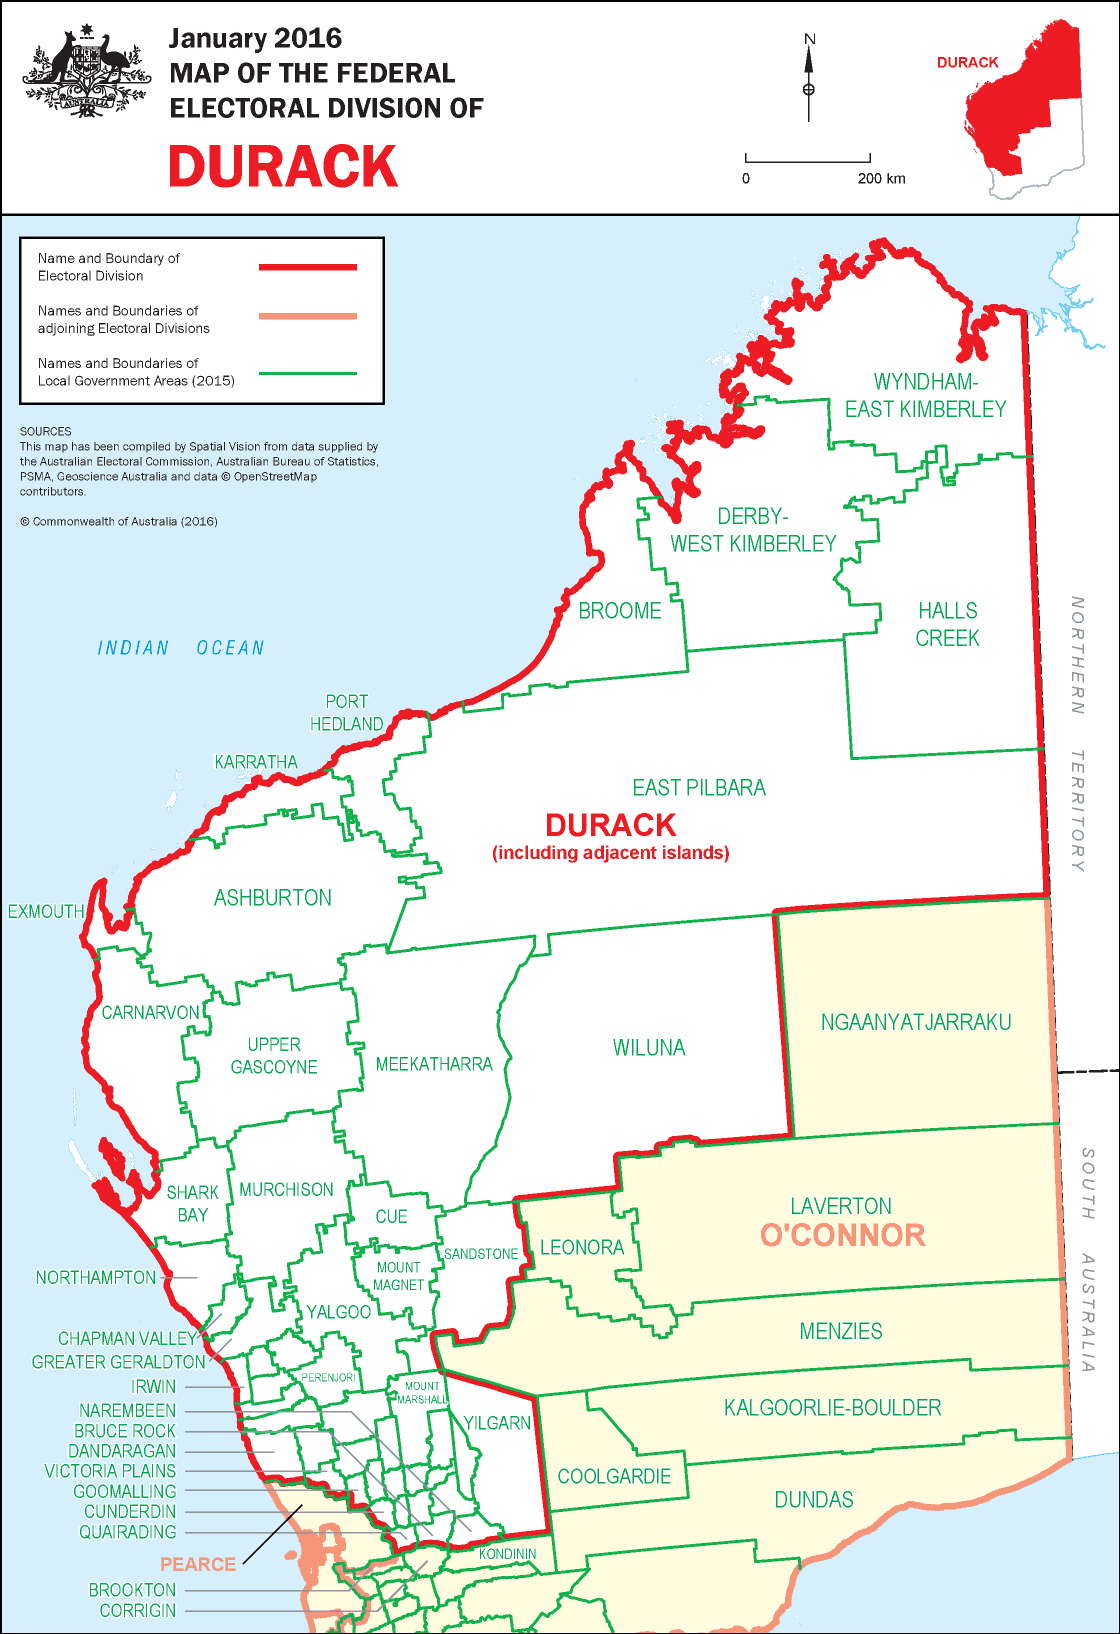 January 2016
MAP OF THE FEDERAL
ELECTORAL DIVISION OF
DURACK
AUSTRALIA
N
0
200 km
DURACK
Name and Boundary of
Electoral Division
Names and Boundaries of
adjoining Electoral Divisions
Names and Boundaries of
Local Government Areas (2015)
SOURCES
This map has been compiled by Spatial Vision from data supplied by
the Australian Electoral Commission, Australian Bureau of Statistics,
PSMA, Geoscience Australia and data © OpenStreetMap
contributors.
© Commonwealth of Australia (2016)
WYNDHAM-
EAST KIMBERLEY
DERBY-
WEST KIMBERLEY
BROOME
HALLS
CREEK
NORTHERN TERRITORY
INDIAN OCEAN
PORT
HEDLAND
KARRATHA
EAST PILBARA
DURACK
(including adjacent islands)
EXMOUTH
ASHBURTON
CARNARVON
UPPER
GASCOYNE
MEEKATHARRA
WILUNA
NGAANYATJARRAKU
SHARK
BAY
MURCHISON
CUE
SANDSTONE
LEONORA
LAVERTON
O'CONNOR
SOUTH AUSTRALIA
NORTHAMPTON
MOUNT
MAGNET
YALGOO
MENZIES
CHAPMAN VALLEY
GREATER GERALDTON
IRWIN
PERENJORI
MOUNT
MARSHALL
NAREMBEEN
YILGARN
KALGOORLIE-BOULDER
BRUCE ROCK
DANDARAGAN
VICTORIA PLAINS
COOLGARDIE
GOOMALLING
DUNDAS
CUNDERDIN
QUAIRADING
PEARCE
KONDININ
BROOKTON
CORRIGIN